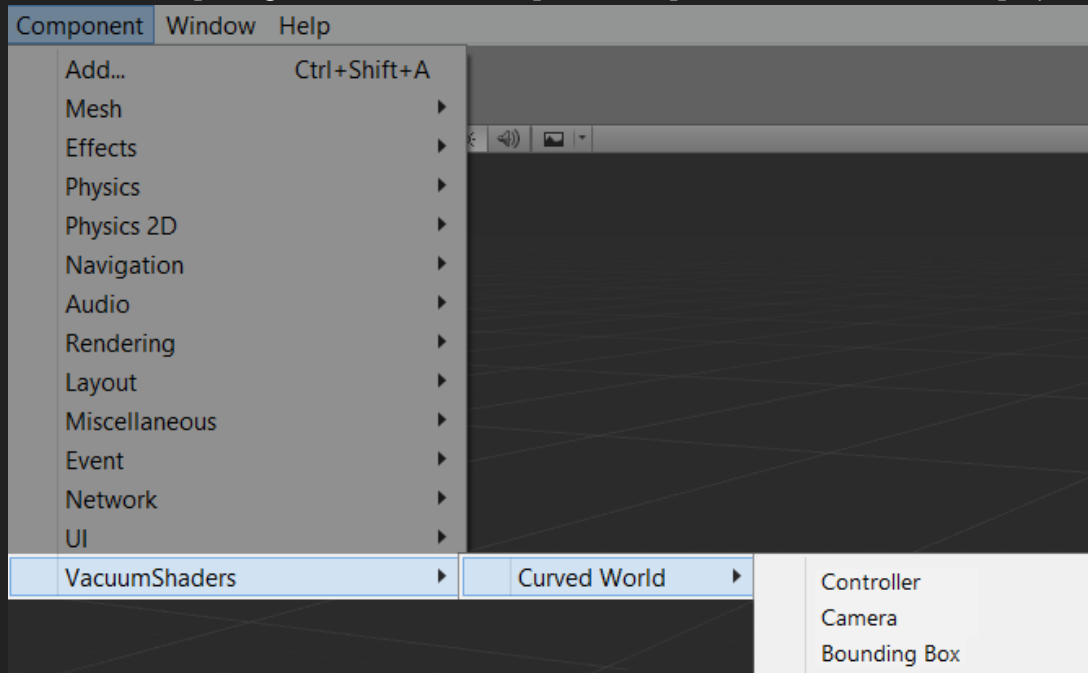 Component Window Help
Add... Ctrl+Shift+A
Mesh
Effects
Physics
Physics 2D
Navigation
Audio
Rendering
Layout
Miscellaneous
Event
Network
UI
VacuumShaders Curved World Controller
Camera
Bounding Box